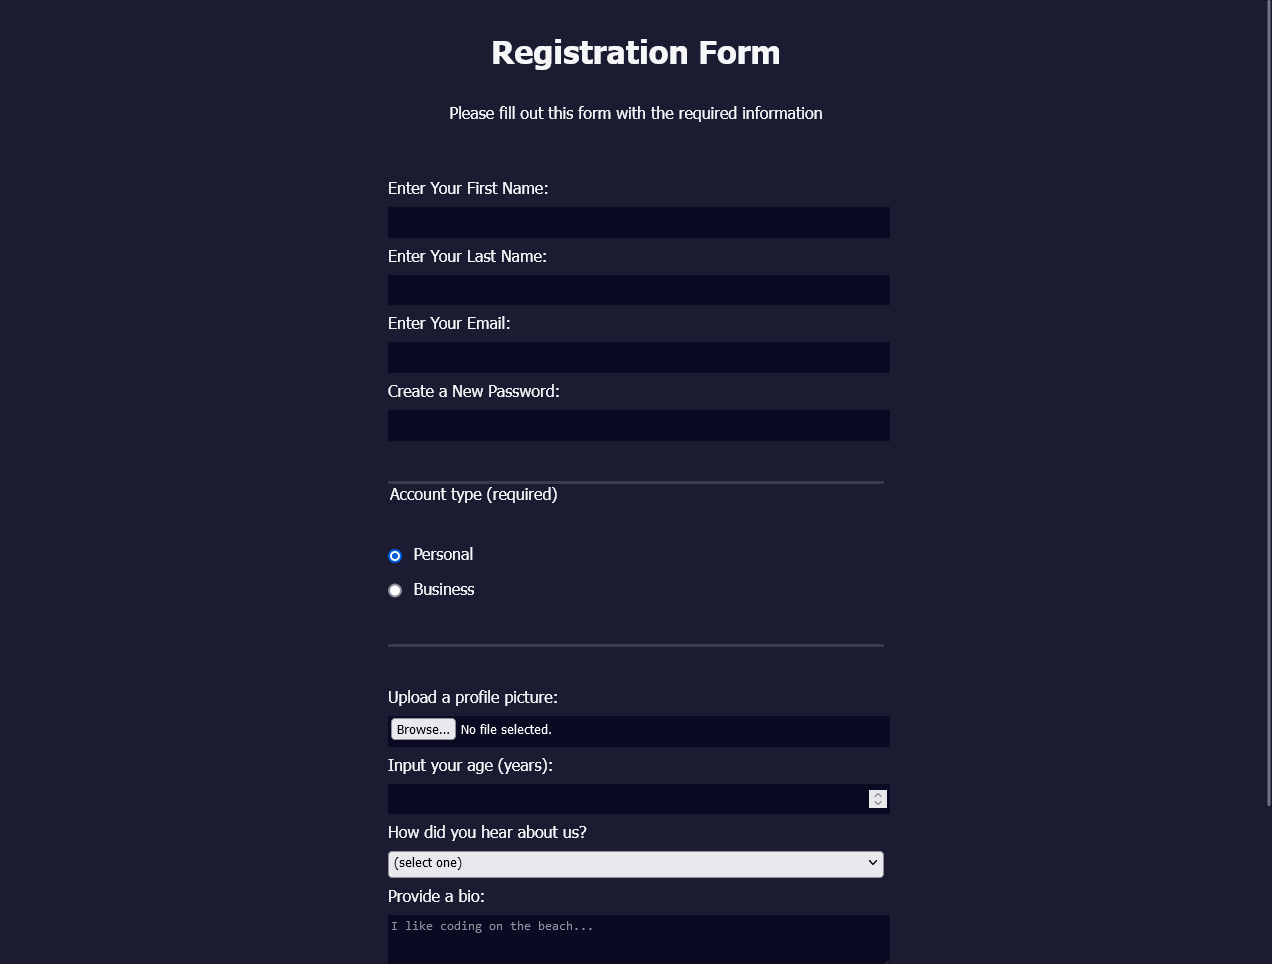 Registration Form
Please fill out this form with the required information
Enter Your First Name:
Enter Your Last Name:
Enter Your Email:
Create a New Password:
Account type (required)
Personal
Business
Upload a profile picture:
Browse... No file selected.
Input your age (years):
How did you hear about us?
(select one)
Provide a bio:
I like coding on the beach...